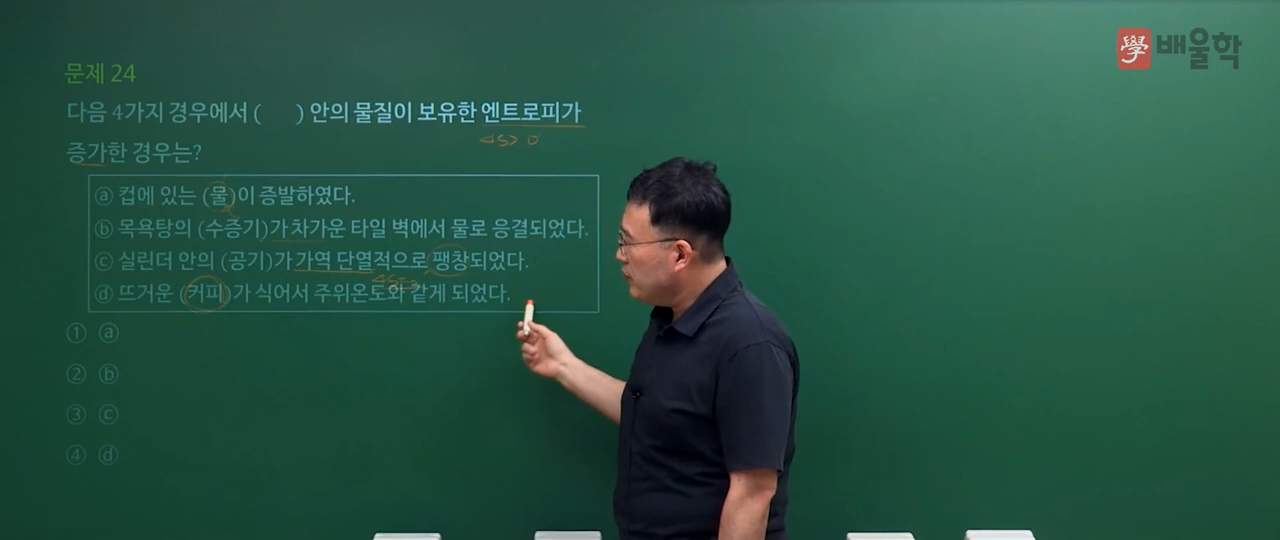 學 배울학
문제 24
다음 4가지 경우에서 ( ) 안의 물질이 보유한 엔트로피가
ΔS> 0
증가한 경우는?
ⓐ 컵에 있는 (물)이 증발하였다.
ⓑ 목욕탕의 (수증기)가 차가운 타일 벽에서 물로 응결되었다.
ⓒ 실린더 안의 (공기)가 가역 단열적으로 팽창되었다.
ⓓ 뜨거운 (커피)가 식어서 주위온도와 같게 되었다.
① ⓐ
② ⓑ
③ ⓒ
④ ⓓ